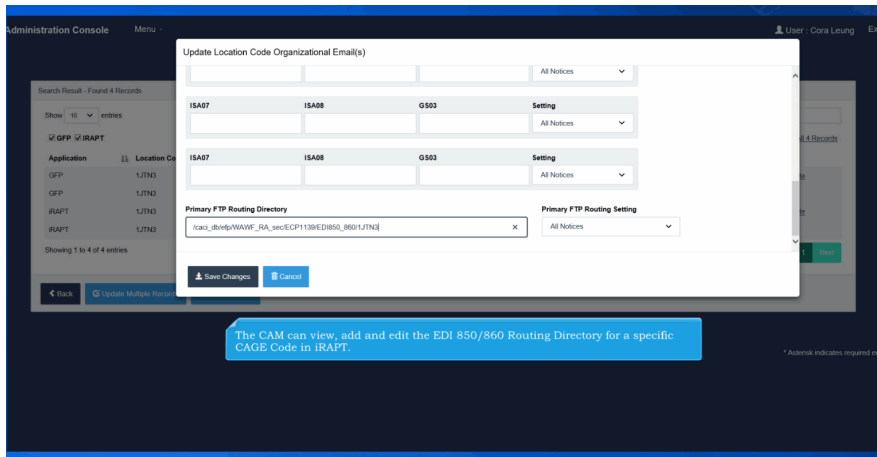 Administration Console Menu User : Cora Leung
Update Location Code Organizational Email(s)
All Notices
Search Result - Found 4 Records
ISA07 ISA08 GS03 Setting
Show 10 entries
All Notices
GFP IRAPT
All 4 Records
Application Location Co
ISA07 ISA08 GS03 Setting
GFP 1JTN3
All Notices
GFP 1JTN3
iRAPT 1JTN3
iRAPT 1JTN3
Primary FTP Routing Directory Primary FTP Routing Setting
/caci_db/efp/WAWF_RA_sec/ECP1139/EDI850_860/1JTN3 × All Notices
Showing 1 to 4 of 4 entries
1 Next
Save Changes Cancel
Back Update Multiple Record
The CAM can view, add and edit the EDI 850/860 Routing Directory for a specific
CAGE Code in iRAPT.
* Asterisk indicates required